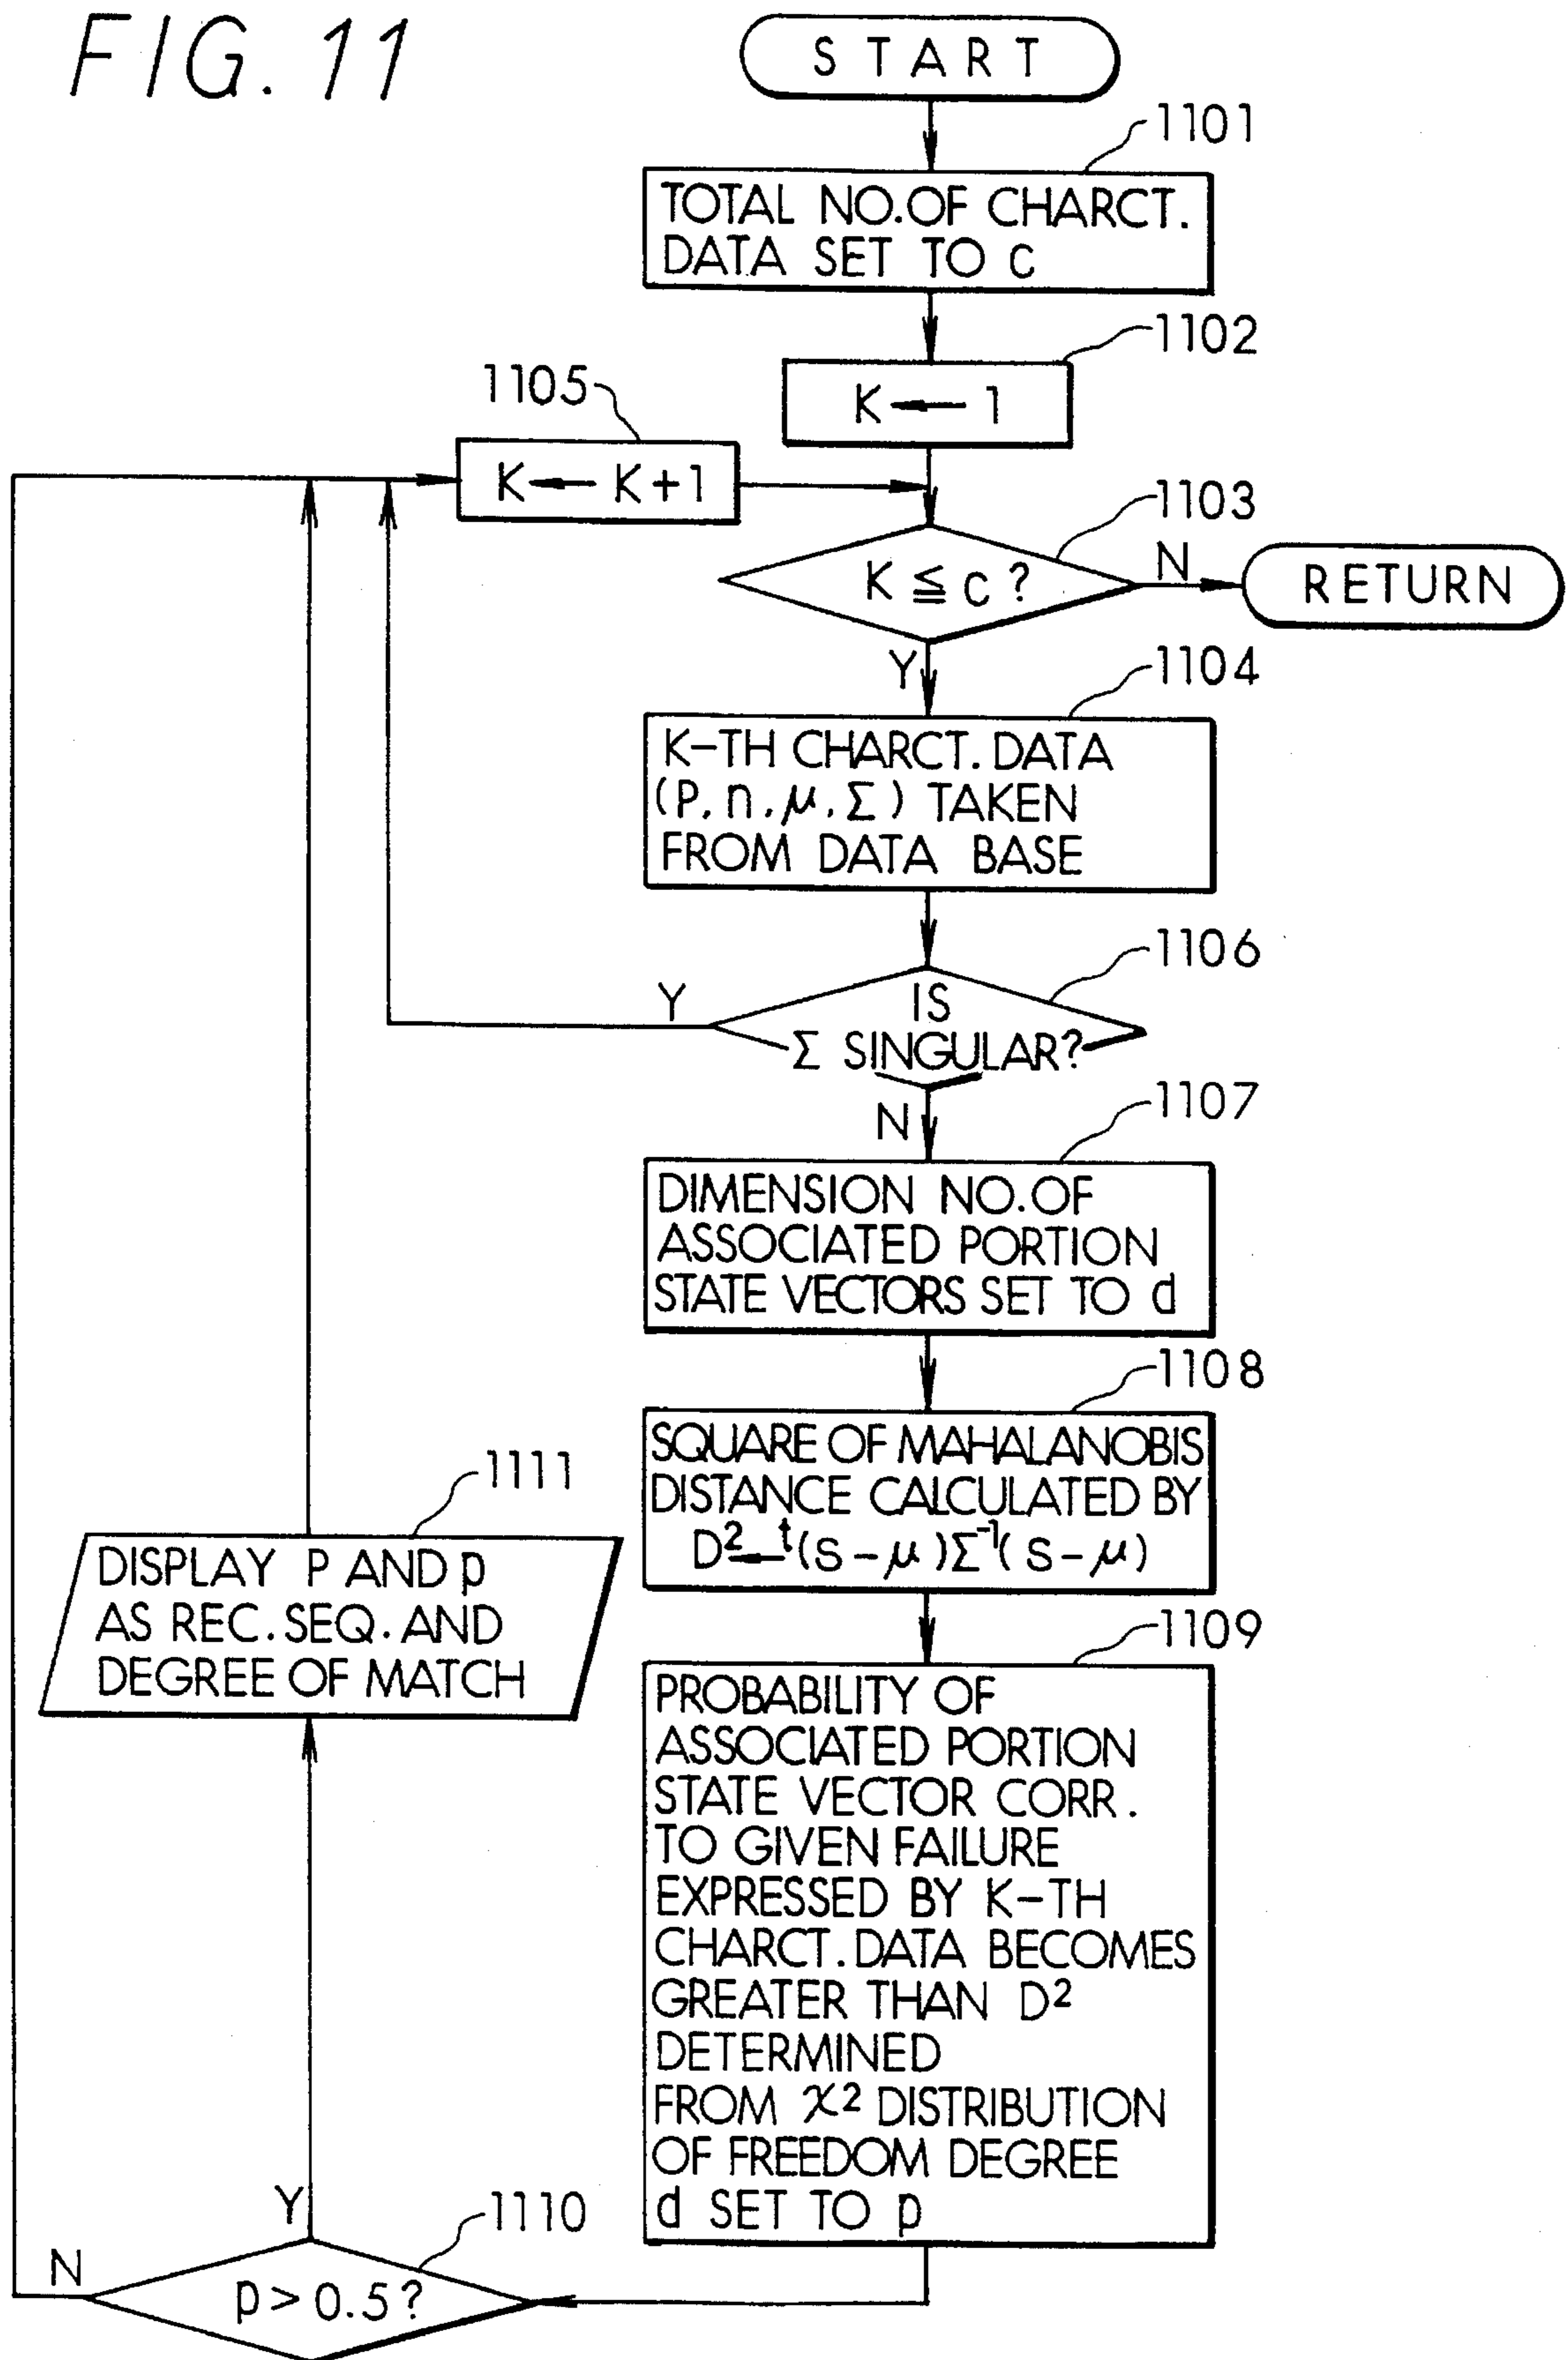 FIG. 11
START
1101
TOTAL NO.OF CHARCT.
DATA SET TO c
1102
K ← 1
1105
K ← K+1
1103
K ≦ c ?
N
RETURN
Y
1104
K-TH CHARCT. DATA
(P, n, μ, Σ) TAKEN
FROM DATA BASE
1106
Y
IS
Σ SINGULAR?
N
1107
DIMENSION NO.OF
ASSOCIATED PORTION
STATE VECTORS SET TO d
1108
SQUARE OF MAHALANOBIS
DISTANCE CALCULATED BY
D² ← ᵗ(s-μ)Σ⁻¹(s-μ)
1111
DISPLAY P AND p
AS REC.SEQ.AND
DEGREE OF MATCH
1109
PROBABILITY OF
ASSOCIATED PORTION
STATE VECTOR CORR.
TO GIVEN FAILURE
EXPRESSED BY K-TH
CHARCT.DATA BECOMES
GREATER THAN D²
DETERMINED
FROM χ² DISTRIBUTION
OF FREEDOM DEGREE
d SET TO p
Y
1110
N
p > 0.5?